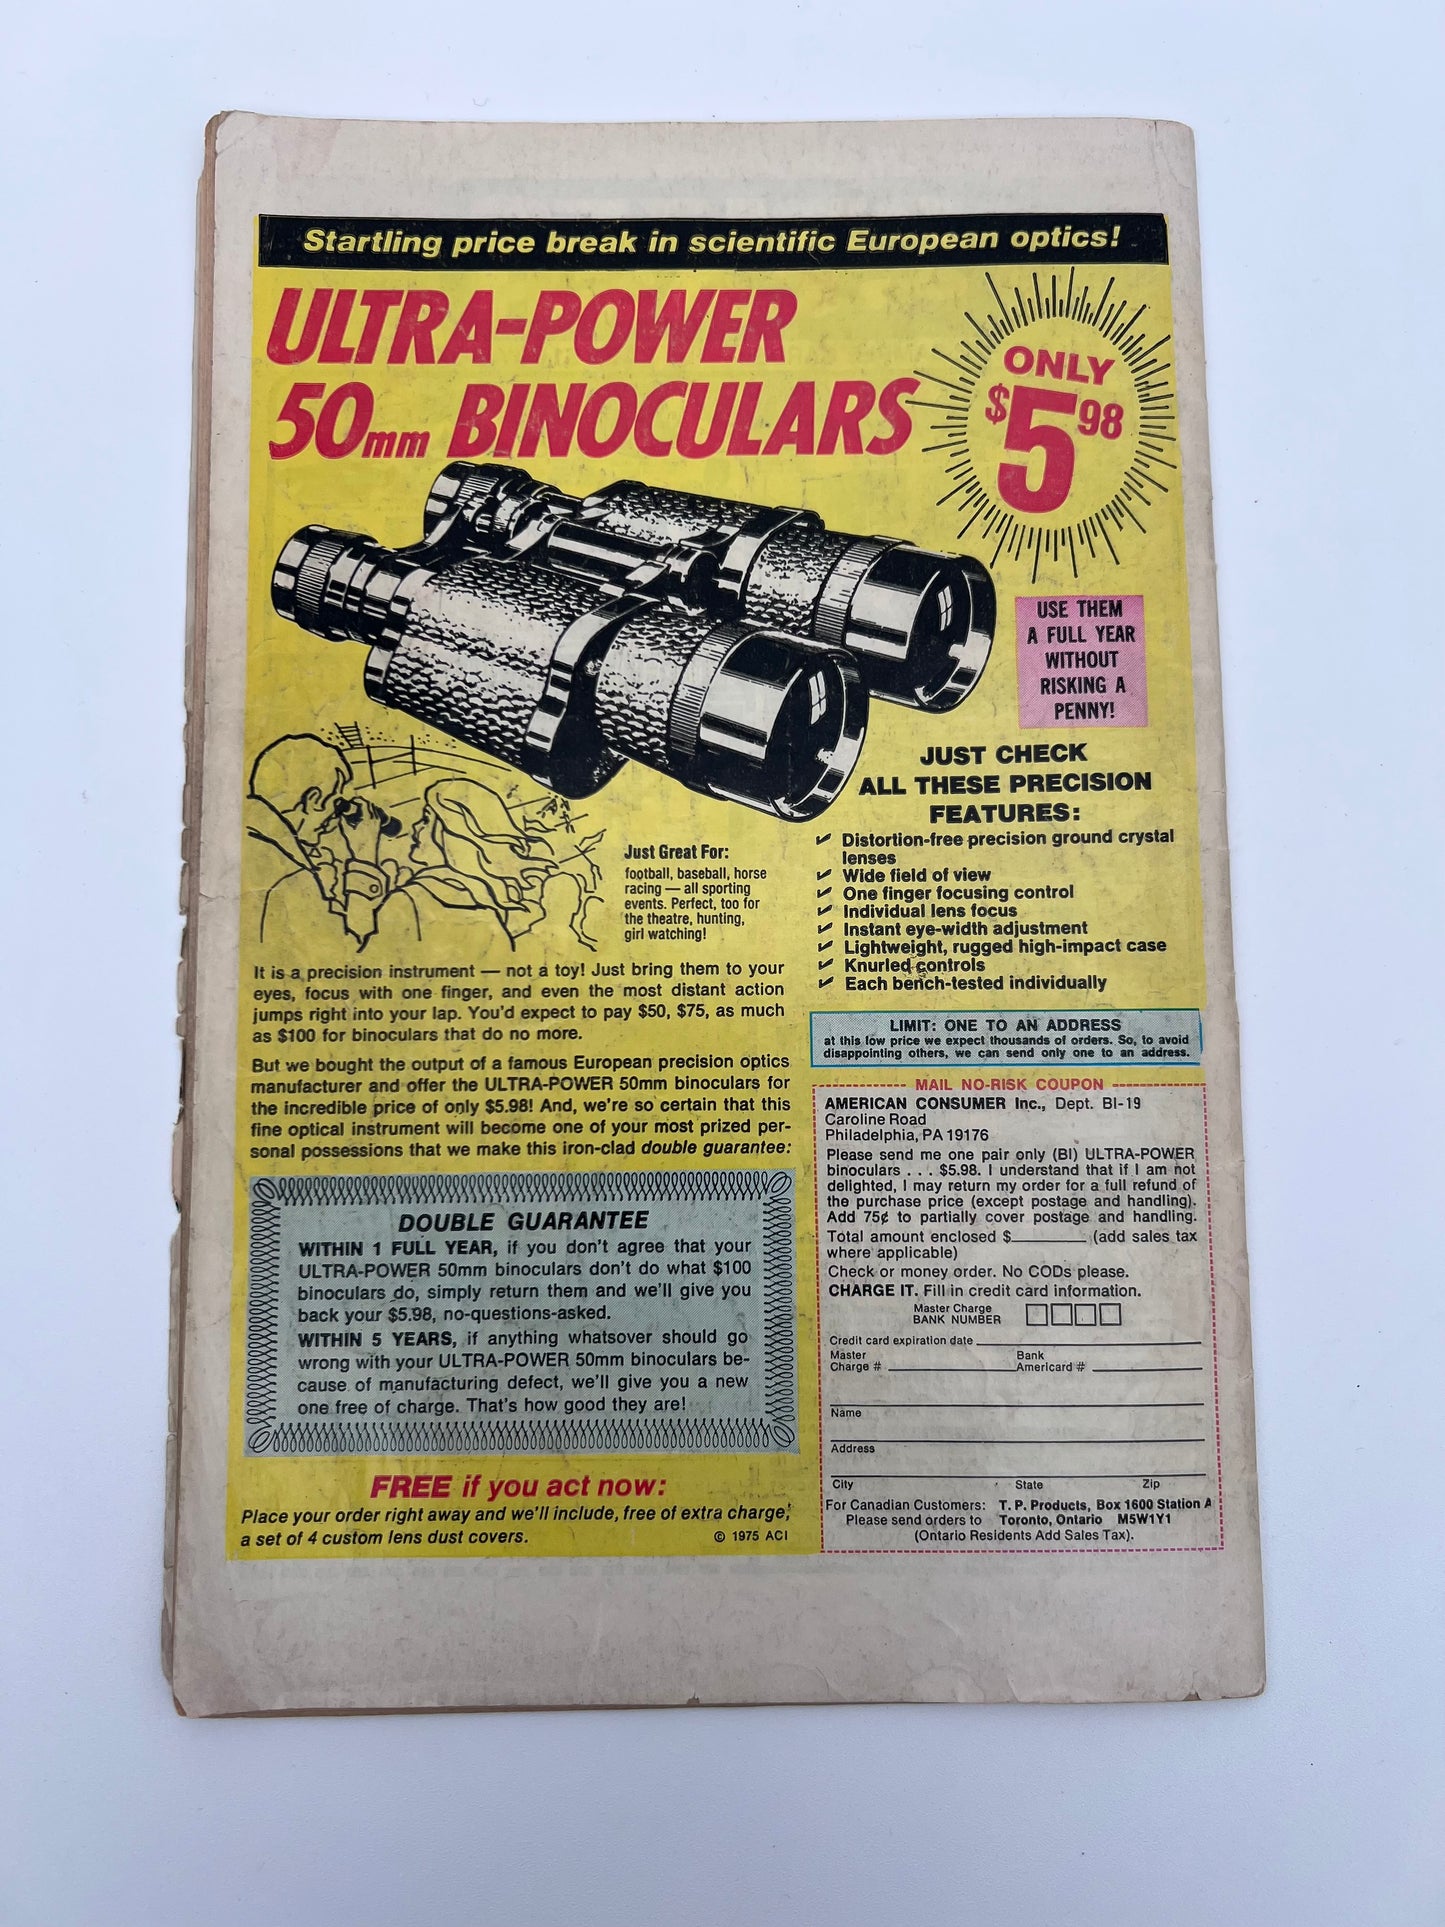 Startling price break in scientific European optics!
ULTRA-POWER
50mm BINOCULARS
ONLY
$5.98
USE THEM
A FULL YEAR
WITHOUT
RISKING A
PENNY!
JUST CHECK
ALL THESE PRECISION
FEATURES:
Distortion-free precision ground crystal
lenses
Wide field of view
One finger focusing control
Individual lens focus
Instant eye-width adjustment
Lightweight, rugged high-impact case
Knurled controls
Each bench-tested individually
Just Great For:
football, baseball, horse
racing — all sporting
events. Perfect, too for
the theatre, hunting,
girl watching!
It is a precision instrument — not a toy! Just bring them to your
eyes, focus with one finger, and even the most distant action
jumps right into your lap. You'd expect to pay $50, $75, as much
as $100 for binoculars that do no more.
But we bought the output of a famous European precision optics
manufacturer and offer the ULTRA-POWER 50mm binoculars for
the incredible price of only $5.98! And, we're so certain that this
fine optical instrument will become one of your most prized per-
sonal possessions that we make this iron-clad double guarantee:
DOUBLE GUARANTEE
WITHIN 1 FULL YEAR, if you don't agree that your
ULTRA-POWER 50mm binoculars don't do what $100
binoculars do, simply return them and we'll give you
back your $5.98, no-questions-asked.
WITHIN 5 YEARS, if anything whatsover should go
wrong with your ULTRA-POWER 50mm binoculars be-
cause of manufacturing defect, we'll give you a new
one free of charge. That's how good they are!
FREE if you act now:
Place your order right away and we'll include, free of extra charge,
a set of 4 custom lens dust covers.
© 1975 ACI
LIMIT: ONE TO AN ADDRESS
at this low price we expect thousands of orders. So, to avoid
disappointing others, we can send only one to an address.
MAIL NO-RISK COUPON
AMERICAN CONSUMER Inc., Dept. BI-19
Caroline Road
Philadelphia, PA 19176
Please send me one pair only (BI) ULTRA-POWER
binoculars . . . $5.98. I understand that if I am not
delighted, I may return my order for a full refund of
the purchase price (except postage and handling).
Add 75¢ to partially cover postage and handling.
Total amount enclosed $________ (add sales tax
where applicable)
Check or money order. No CODs please.
CHARGE IT. Fill in credit card information.
Master Charge
BANK NUMBER
Credit card expiration date
Master Bank
Charge # Americard #
Name
Address
City State Zip
For Canadian Customers: T. P. Products, Box 1600 Station A
Please send orders to Toronto, Ontario M5W1Y1
(Ontario Residents Add Sales Tax).